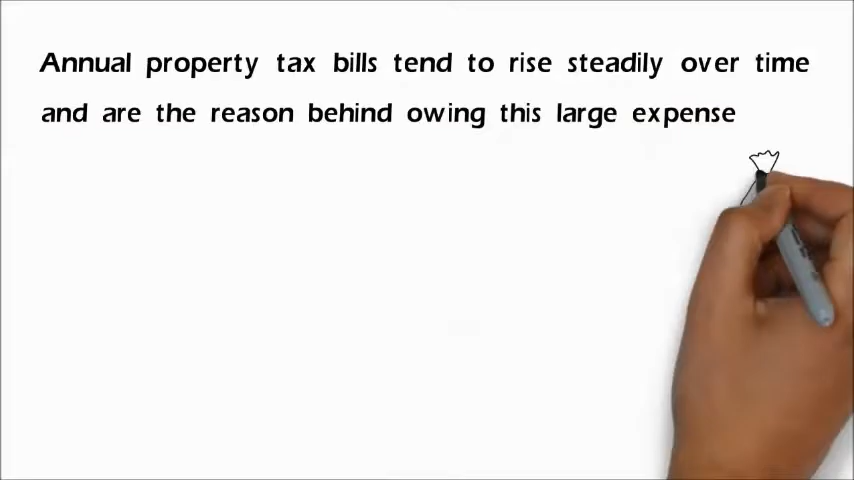 Annual property tax bills tend to rise steadily over time
and are the reason behind owing this large expense